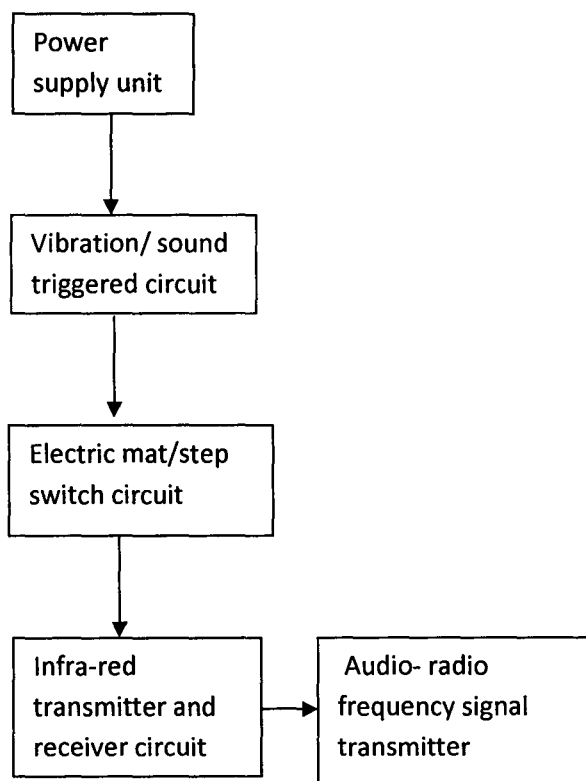 Power
supply unit
Vibration/ sound
triggered circuit
Electric mat/step
switch circuit
Infra-red
transmitter and
receiver circuit
Audio- radio
frequency signal
transmitter